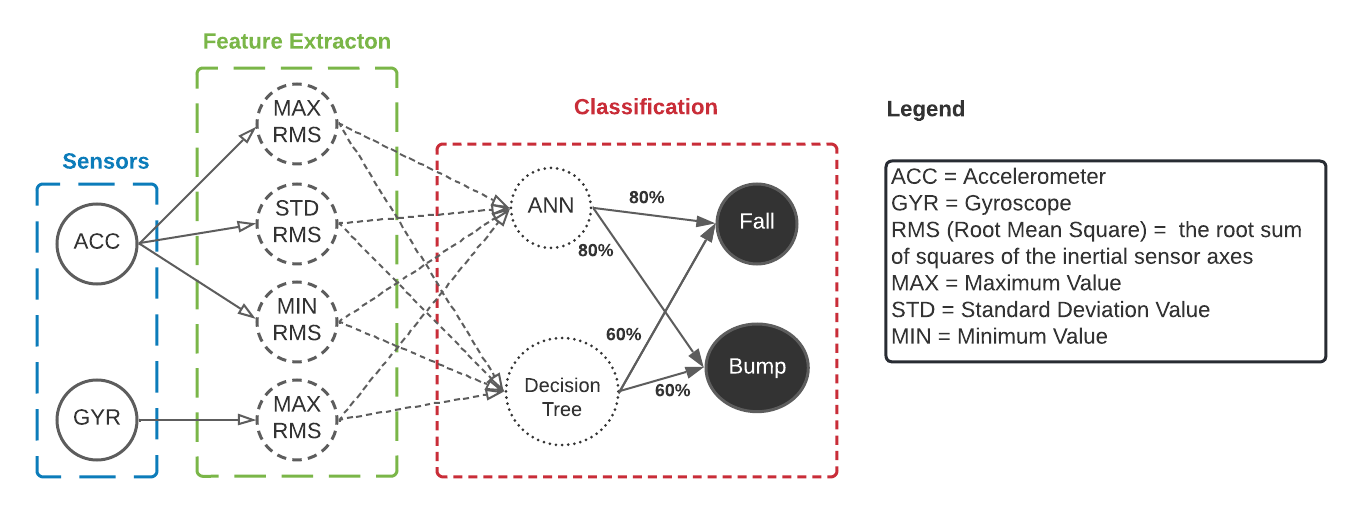 Feature Extracton
Sensors
ACC
GYR
MAX
RMS
STD
RMS
MIN
RMS
MAX
RMS
Classification
ANN
Decision
Tree
80%
80%
60%
60%
Fall
Bump
Legend
ACC = Accelerometer
GYR = Gyroscope
RMS (Root Mean Square) =  the root sum
of squares of the inertial sensor axes
MAX = Maximum Value
STD = Standard Deviation Value
MIN = Minimum Value